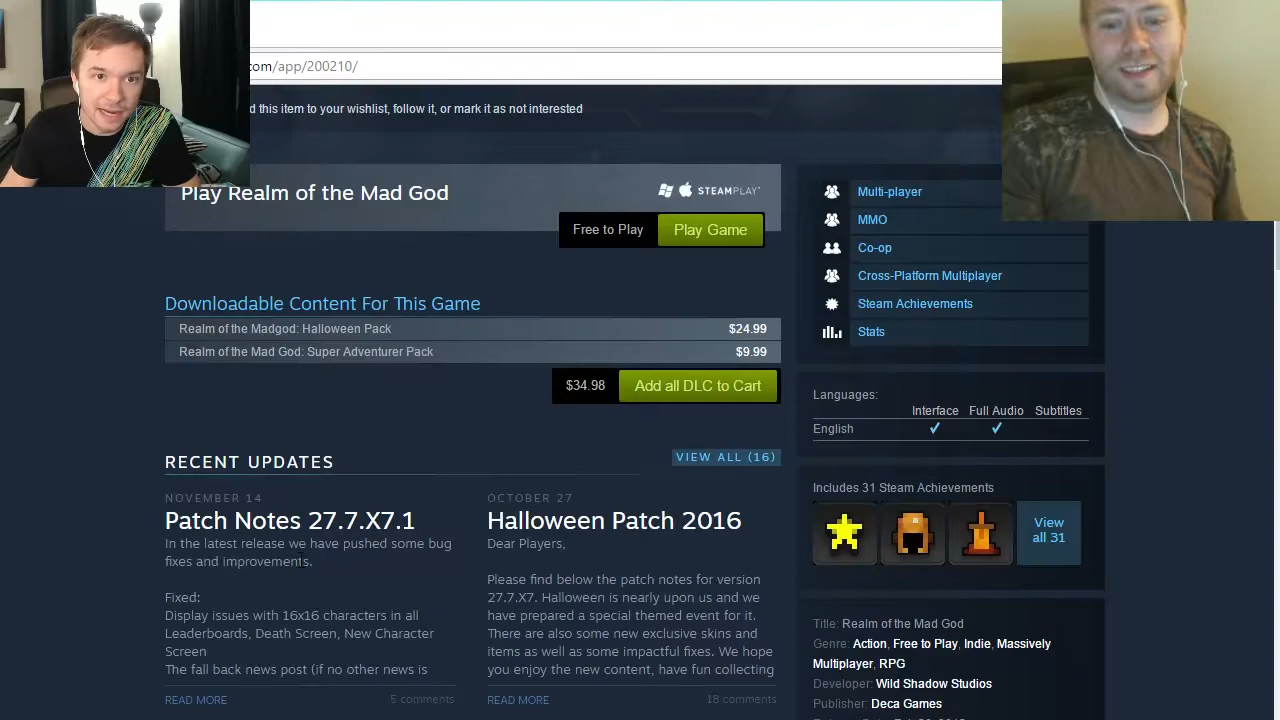 com/app/200210/
d this item to your wishlist, follow it, or mark it as not interested
Play Realm of the Mad God
STEAMPLAY
Free to Play
Play Game
Downloadable Content For This Game
Realm of the Madgod: Halloween Pack $24.99
Realm of the Mad God: Super Adventurer Pack $9.99
$34.98 Add all DLC to Cart
RECENT UPDATES
VIEW ALL (16)
NOVEMBER 14
Patch Notes 27.7.X7.1
In the latest release we have pushed some bug
fixes and improvements.
Fixed:
Display issues with 16x16 characters in all
Leaderboards, Death Screen, New Character
Screen
The fall back news post (if no other news is
READ MORE 5 comments
OCTOBER 27
Halloween Patch 2016
Dear Players,
Please find below the patch notes for version
27.7.X7. Halloween is nearly upon us and we
have prepared a special themed event for it.
There are also some new exclusive skins and
items as well as some impactful fixes. We hope
you enjoy the new content, have fun collecting
READ MORE 18 comments
Multi-player
MMO
Co-op
Cross-Platform Multiplayer
Steam Achievements
Stats
Languages:
Interface Full Audio Subtitles
English
Includes 31 Steam Achievements
View
all 31
Title: Realm of the Mad God
Genre: Action, Free to Play, Indie, Massively
Multiplayer, RPG
Developer: Wild Shadow Studios
Publisher: Deca Games